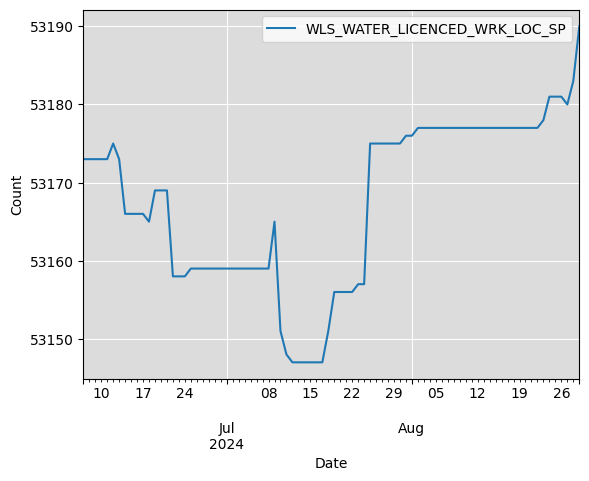 WLS_WATER_LICENCED_WRK_LOC_SP
53190
53180
53170
53160
53150
Count
10 17 24 08 15 22 29 05 12 19 26
Jul Aug
2024
Date